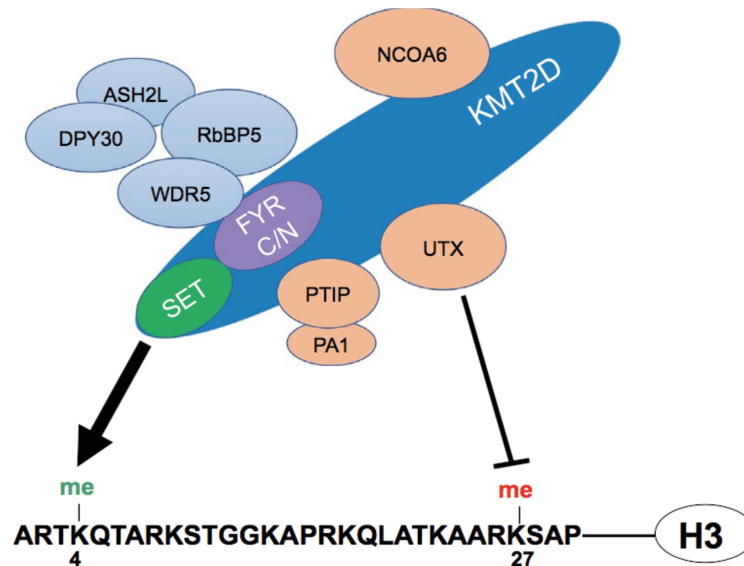 NCOA6
KMT2D
ASH2L
DPY30
RbBP5
WDR5
FYR
C/N
UTX
SET
PTIP
PA1
me
me
ARTKQTARKSTGGKAPRKQLATKAARKSAP
H3
4
27